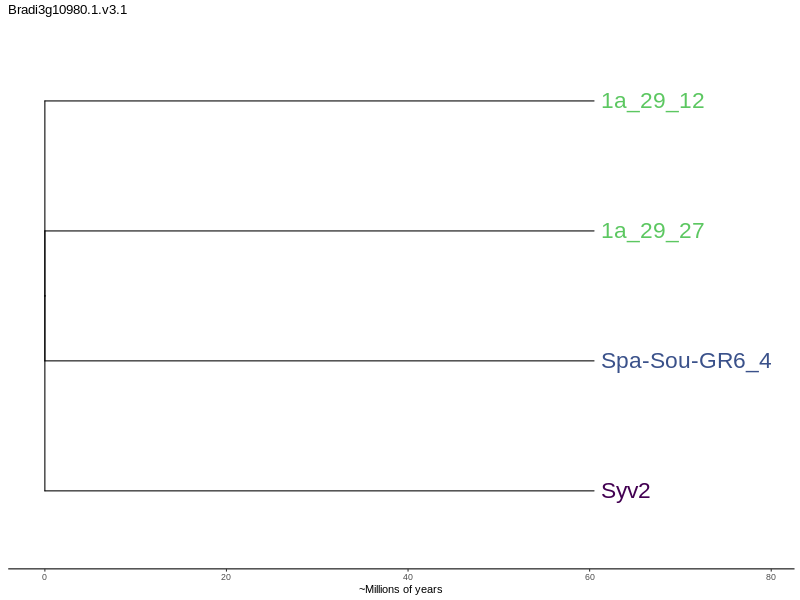 Bradi3g10980.1.v3.1
1a_29_12
1a_29_27
Spa-Sou-GR6_4
Syv2
0 20 40 60 80
~Millions of years